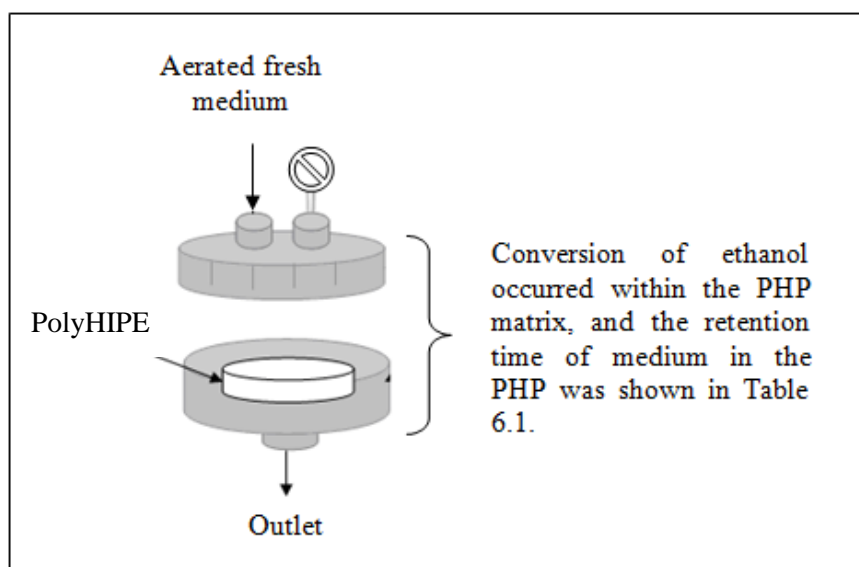 Aerated fresh
medium
PolyHIPE
Conversion of ethanol
occurred within the PHP
matrix, and the retention
time of medium in the
PHP was shown in Table
6.1.
Outlet